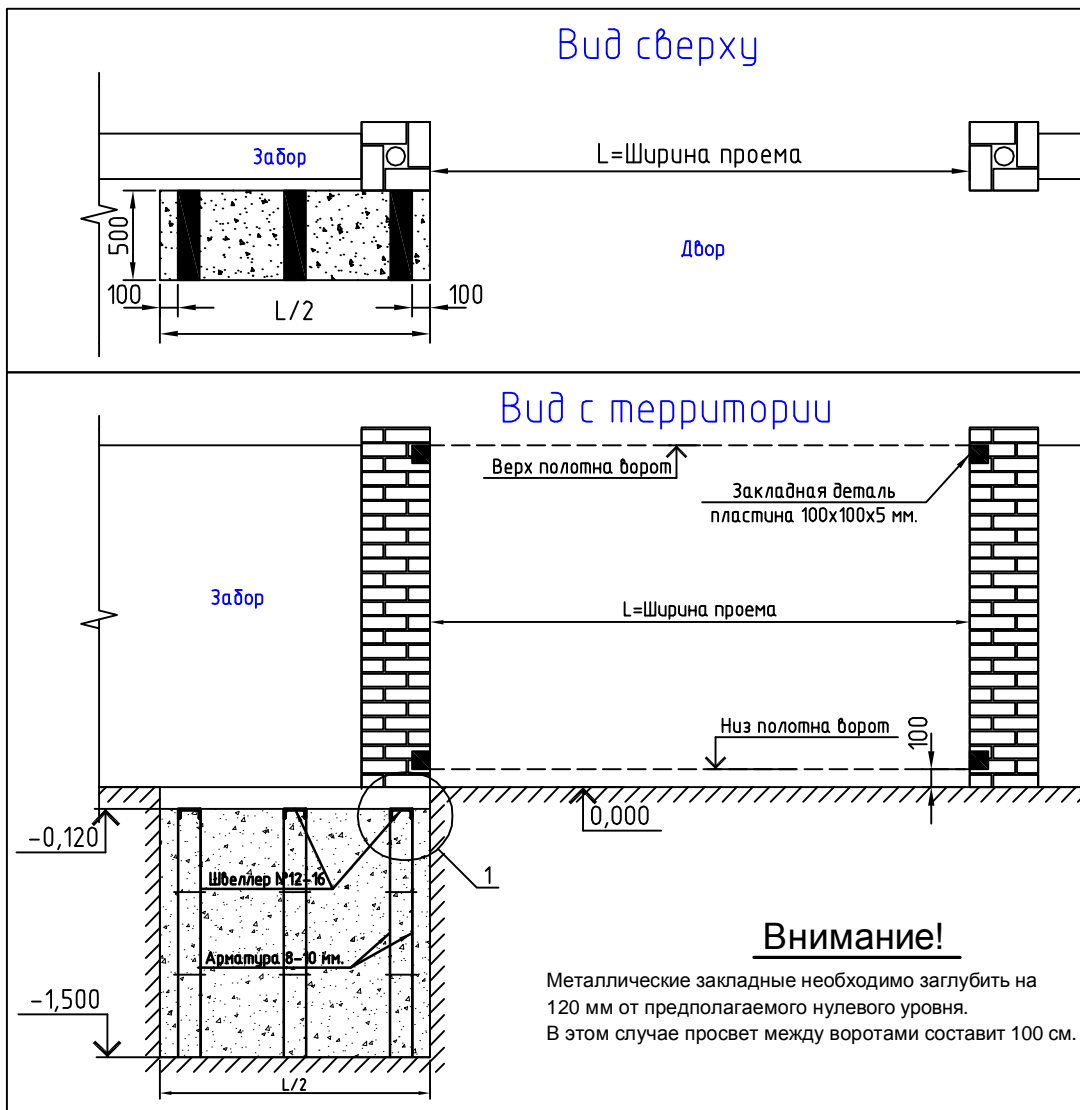 Вид сверху
Забор
L=Ширина проема
500
Двор
100
L/2
100
Вид с территории
Верх полотна ворот
Закладная деталь
пластина 100х100х5 мм.
Забор
L=Ширина проема
Низ полотна ворот
100
0,000
-0,120
Швеллер №12-16
1
Арматура 8-10 мм.
-1,500
L/2
Внимание!
Металлические закладные необходимо заглубить на
120 мм от предполагаемого нулевого уровня.
В этом случае просвет между воротами составит 100 см.